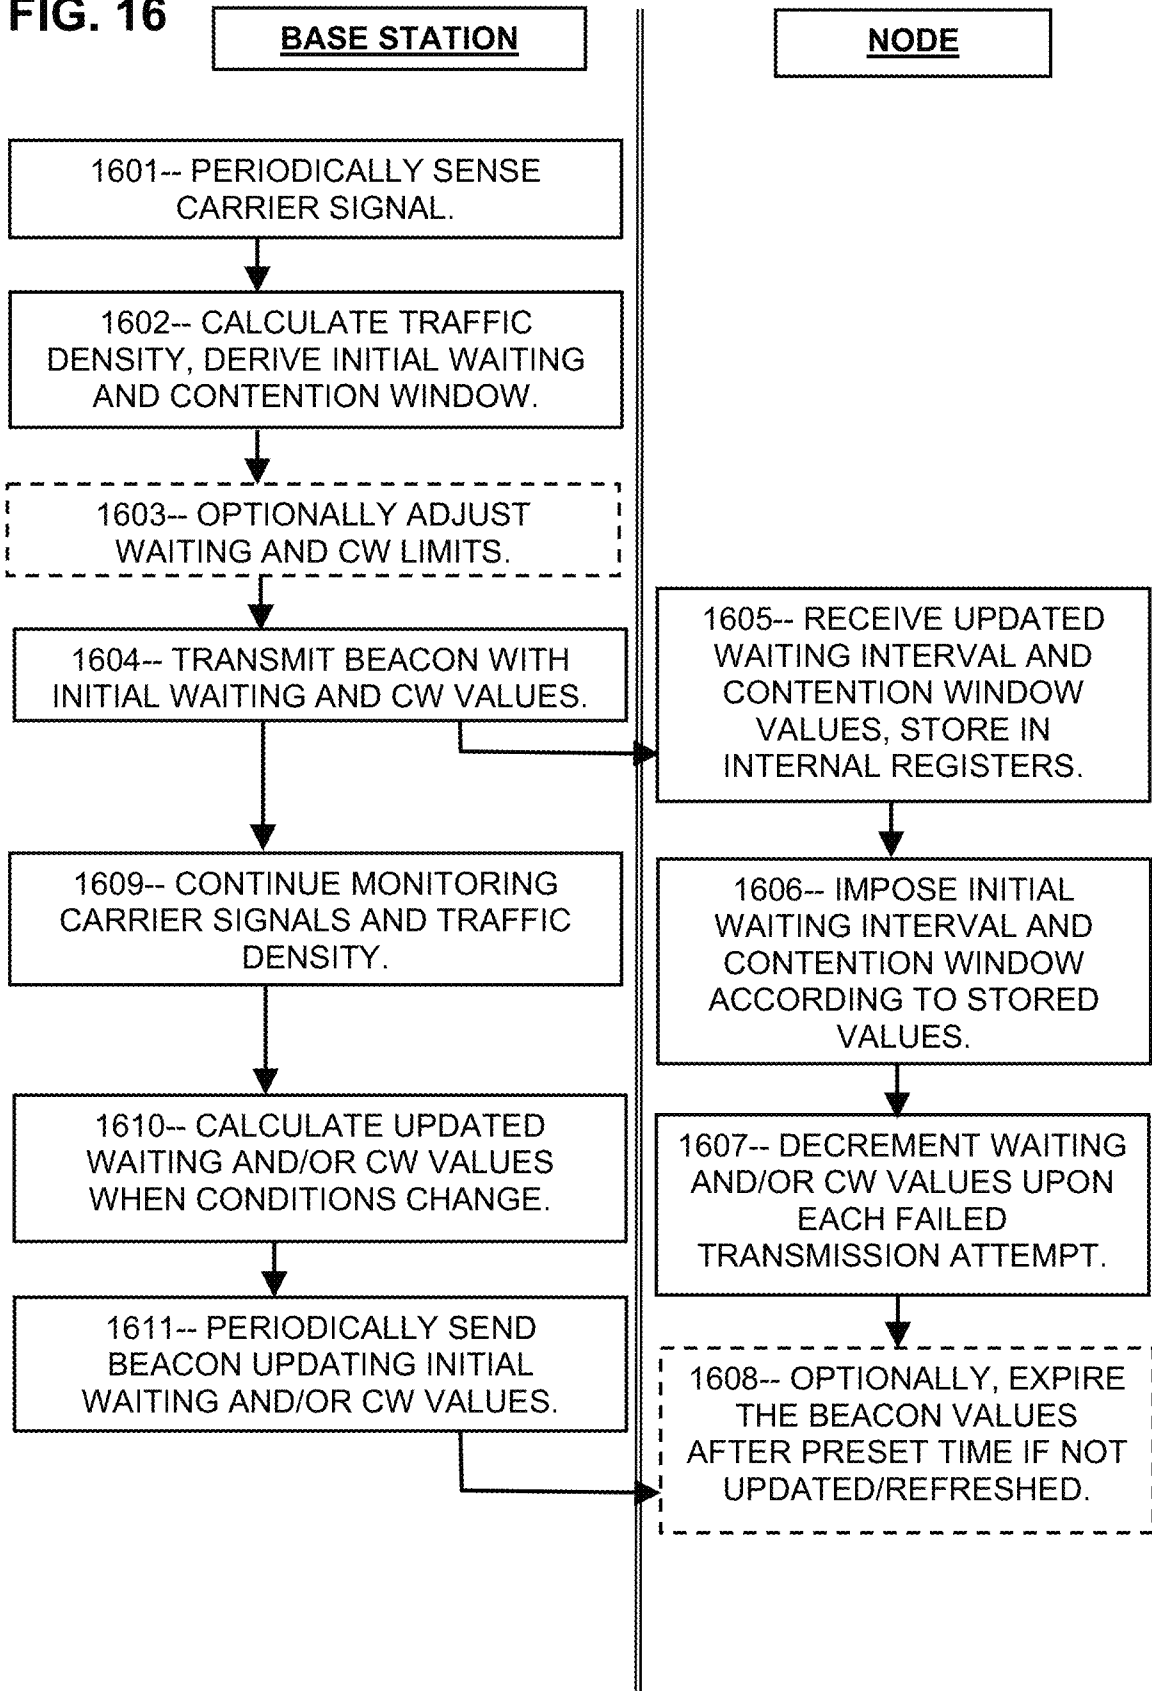 FIG. 16
BASE STATION
NODE
1601-- PERIODICALLY SENSE
CARRIER SIGNAL.
1602-- CALCULATE TRAFFIC
DENSITY, DERIVE INITIAL WAITING
AND CONTENTION WINDOW.
1603-- OPTIONALLY ADJUST
WAITING AND CW LIMITS.
1604-- TRANSMIT BEACON WITH
INITIAL WAITING AND CW VALUES.
1605-- RECEIVE UPDATED
WAITING INTERVAL AND
CONTENTION WINDOW
VALUES, STORE IN
INTERNAL REGISTERS.
1606-- IMPOSE INITIAL
WAITING INTERVAL AND
CONTENTION WINDOW
ACCORDING TO STORED
VALUES.
1607-- DECREMENT WAITING
AND/OR CW VALUES UPON
EACH FAILED
TRANSMISSION ATTEMPT.
1608-- OPTIONALLY, EXPIRE
THE BEACON VALUES
AFTER PRESET TIME IF NOT
UPDATED/REFRESHED.
1609-- CONTINUE MONITORING
CARRIER SIGNALS AND TRAFFIC
DENSITY.
1610-- CALCULATE UPDATED
WAITING AND/OR CW VALUES
WHEN CONDITIONS CHANGE.
1611-- PERIODICALLY SEND
BEACON UPDATING INITIAL
WAITING AND/OR CW VALUES.